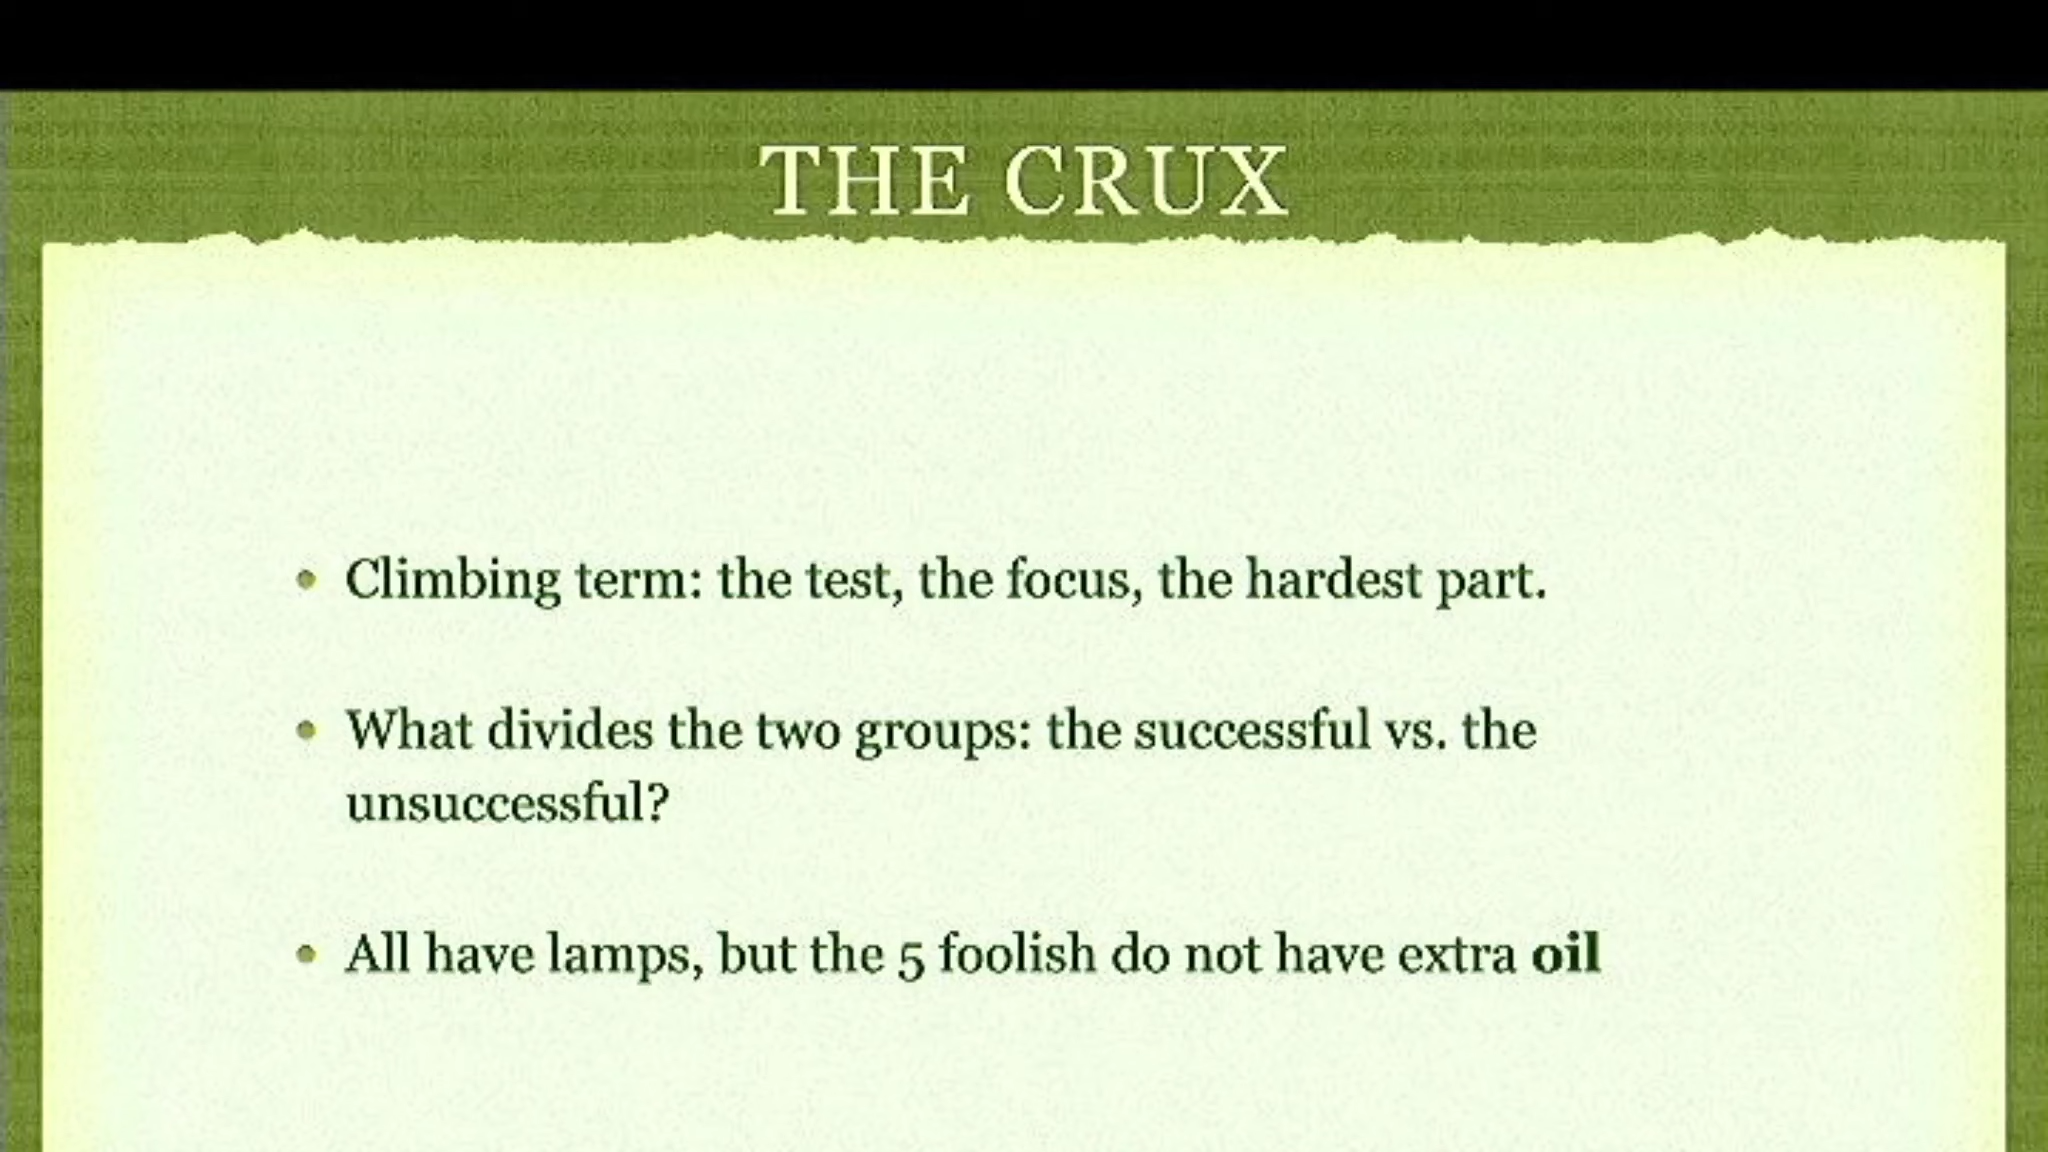 THE CRUX
• Climbing term: the test, the focus, the hardest part.
• What divides the two groups: the successful vs. the
unsuccessful?
• All have lamps, but the 5 foolish do not have extra oil